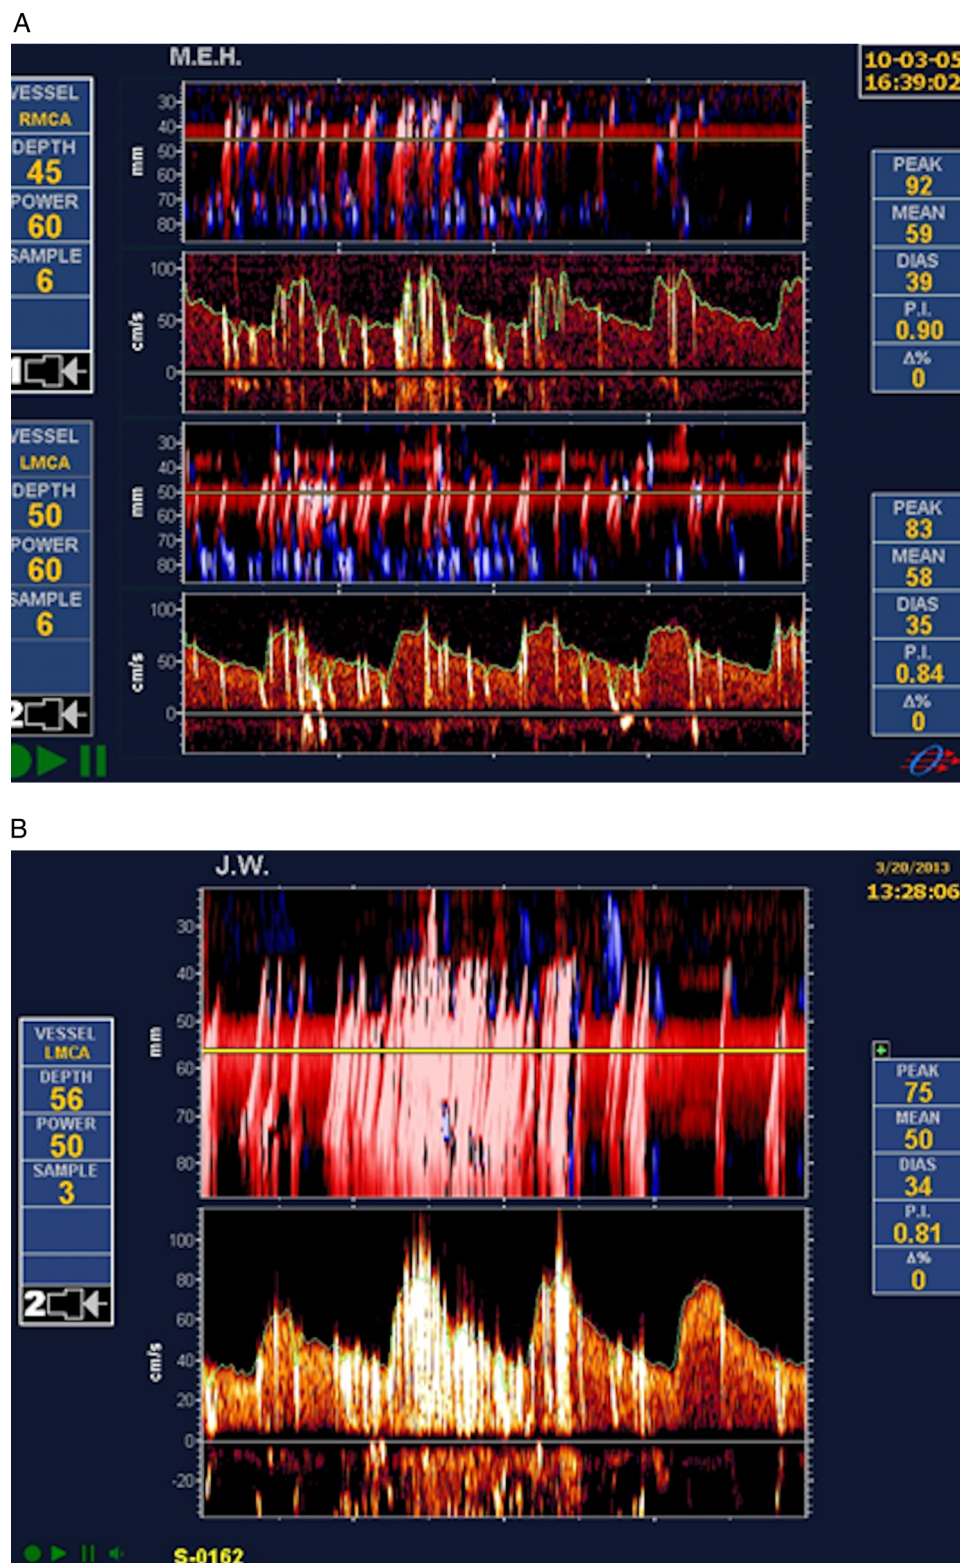 A
M.E.H.
10-03-05
16:39:02
VESSEL
RMCA
DEPTH
45
POWER
60
SAMPLE
6
1
mm
30
40
50
60
70
80
cm/s
100
50
0
PEAK
92
MEAN
59
DIAS
39
P.I.
0.90
Δ%
0
VESSEL
LMCA
DEPTH
50
POWER
60
SAMPLE
6
2
mm
30
40
50
60
70
80
cm/s
100
50
0
PEAK
83
MEAN
58
DIAS
35
P.I.
0.84
Δ%
0
B
J.W.
3/20/2013
13:28:06
VESSEL
LMCA
DEPTH
56
POWER
50
SAMPLE
3
2
mm
30
40
50
60
70
80
cm/s
100
80
60
40
20
0
-20
PEAK
75
MEAN
50
DIAS
34
P.I.
0.81
Δ%
0
S-0162